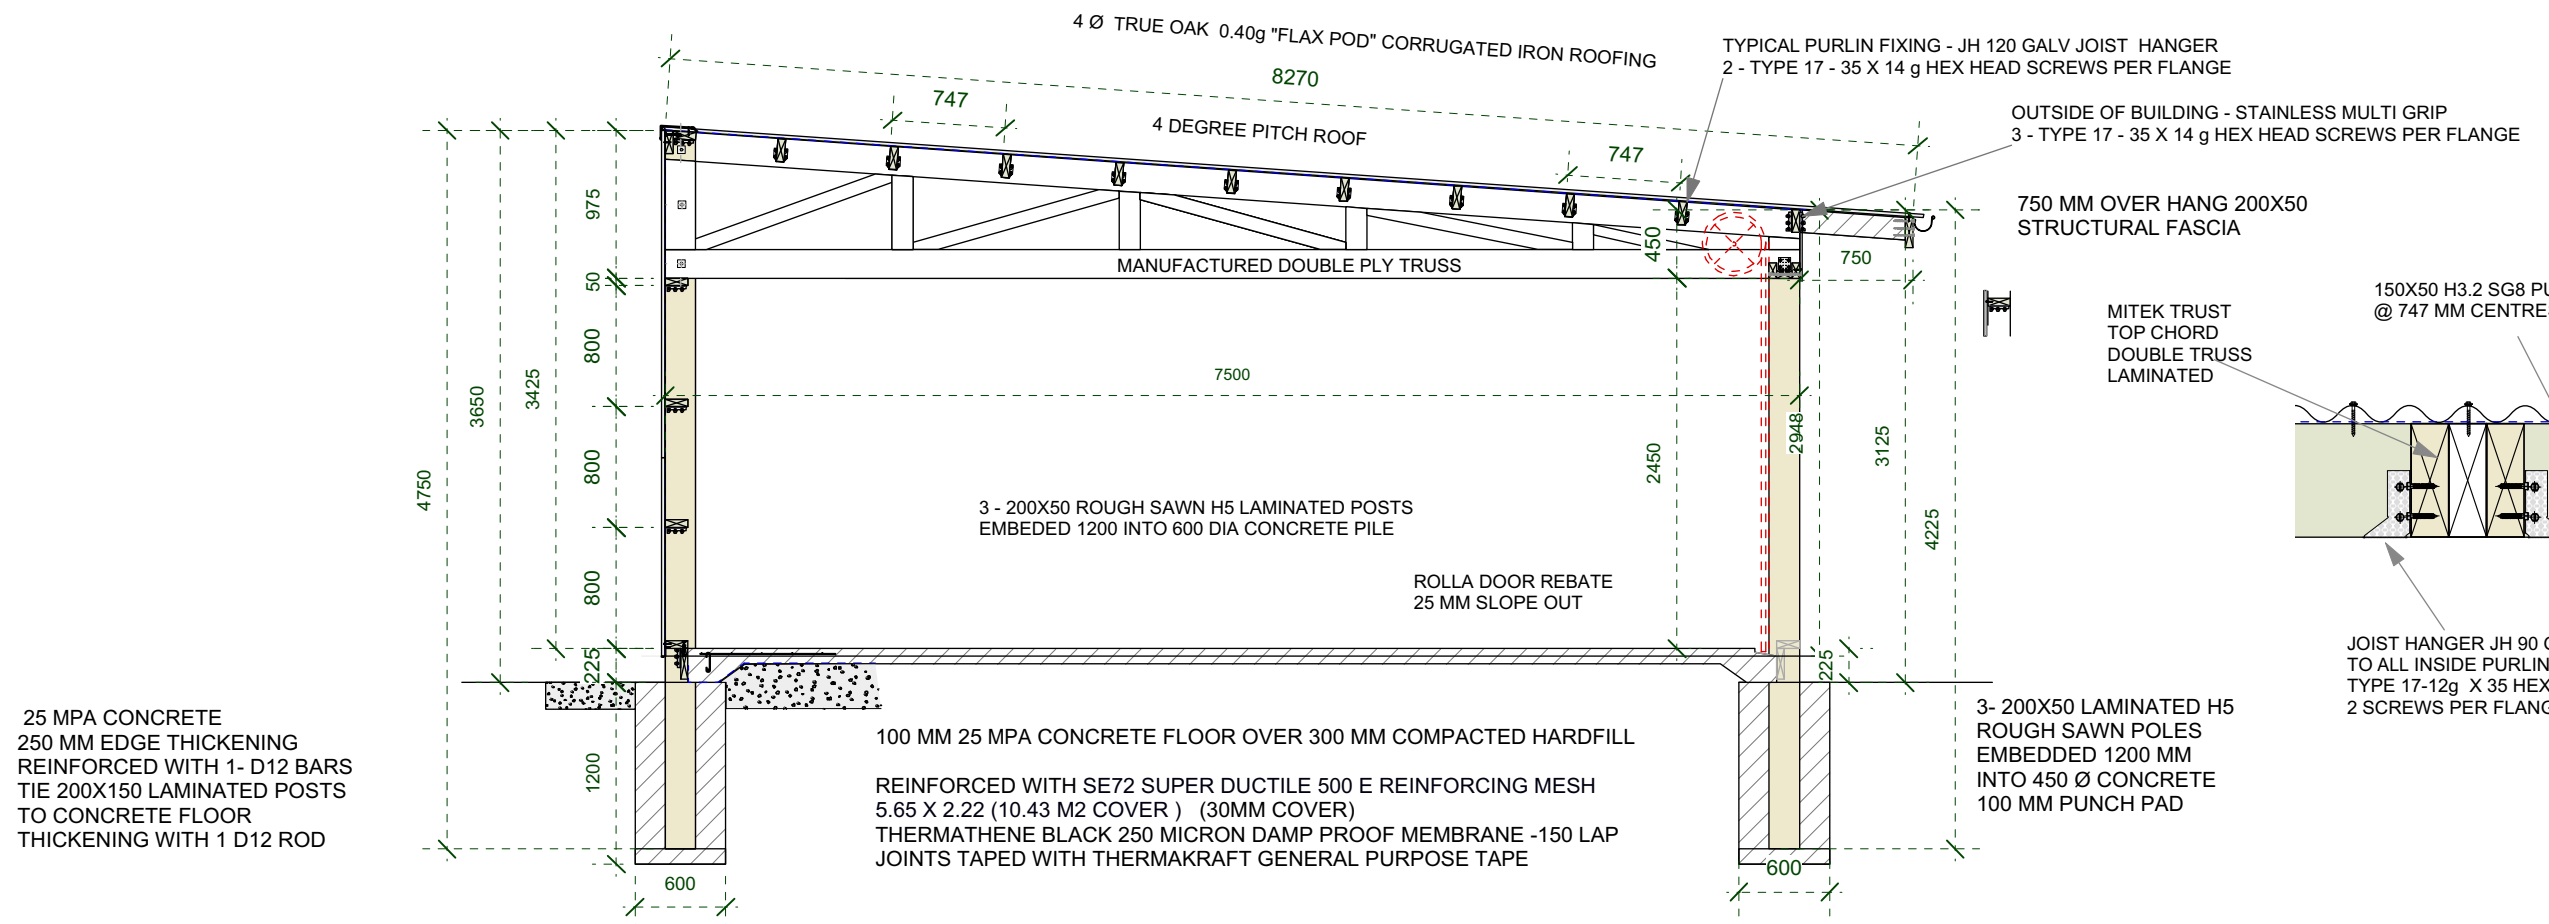 4 Ø TRUE OAK 0.40g "FLAX POD" CORRUGATED IRON ROOFING
8270
747
4 DEGREE PITCH ROOF
747
TYPICAL PURLIN FIXING - JH 120 GALV JOIST HANGER
2 - TYPE 17 - 35 X 14 g HEX HEAD SCREWS PER FLANGE
OUTSIDE OF BUILDING - STAINLESS MULTI GRIP
3 - TYPE 17 - 35 X 14 g HEX HEAD SCREWS PER FLANGE
750 MM OVER HANG 200X50
STRUCTURAL FASCIA
MANUFACTURED DOUBLE PLY TRUSS
450
750
975
50
800
800
800
225
1200
3425
3650
4750
7500
2450
2948
3125
4225
225
3 - 200X50 ROUGH SAWN H5 LAMINATED POSTS
EMBEDED 1200 INTO 600 DIA CONCRETE PILE
ROLLA DOOR REBATE
25 MM SLOPE OUT
MITEK TRUST
TOP CHORD
DOUBLE TRUSS
LAMINATED
150X50 H3.2 SG8 PU
@ 747 MM CENTRE
JOIST HANGER JH 90
TO ALL INSIDE PURLIN
TYPE 17-12g X 35 HEX
2 SCREWS PER FLANG
25 MPA CONCRETE
250 MM EDGE THICKENING
REINFORCED WITH 1- D12 BARS
TIE 200X150 LAMINATED POSTS
TO CONCRETE FLOOR
THICKENING WITH 1 D12 ROD
100 MM 25 MPA CONCRETE FLOOR OVER 300 MM COMPACTED HARDFILL
REINFORCED WITH SE72 SUPER DUCTILE 500 E REINFORCING MESH
5.65 X 2.22 (10.43 M2 COVER ) (30MM COVER)
THERMATHENE BLACK 250 MICRON DAMP PROOF MEMBRANE -150 LAP
JOINTS TAPED WITH THERMAKRAFT GENERAL PURPOSE TAPE
3- 200X50 LAMINATED H5
ROUGH SAWN POLES
EMBEDDED 1200 MM
INTO 450 Ø CONCRETE
100 MM PUNCH PAD
600
600